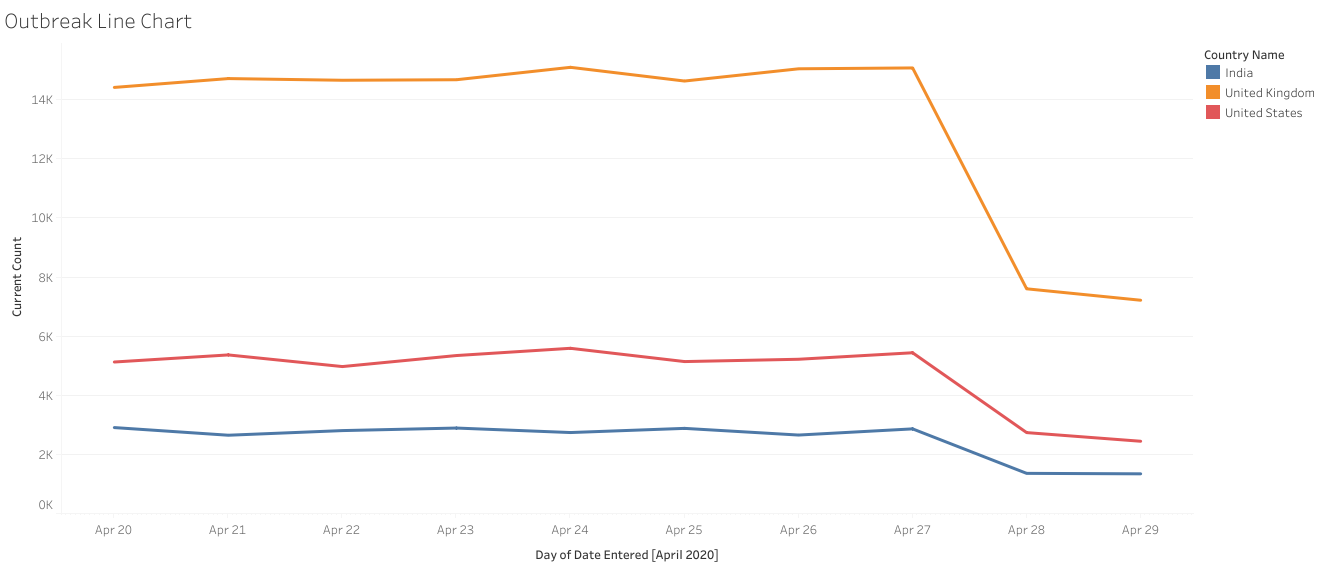 Outbreak Line Chart
Country Name
India
United Kingdom
United States
Current Count
14K
12K
10K
8K
6K
4K
2K
0K
Apr 20
Apr 21
Apr 22
Apr 23
Apr 24
Apr 25
Apr 26
Apr 27
Apr 28
Apr 29
Day of Date Entered [April 2020]